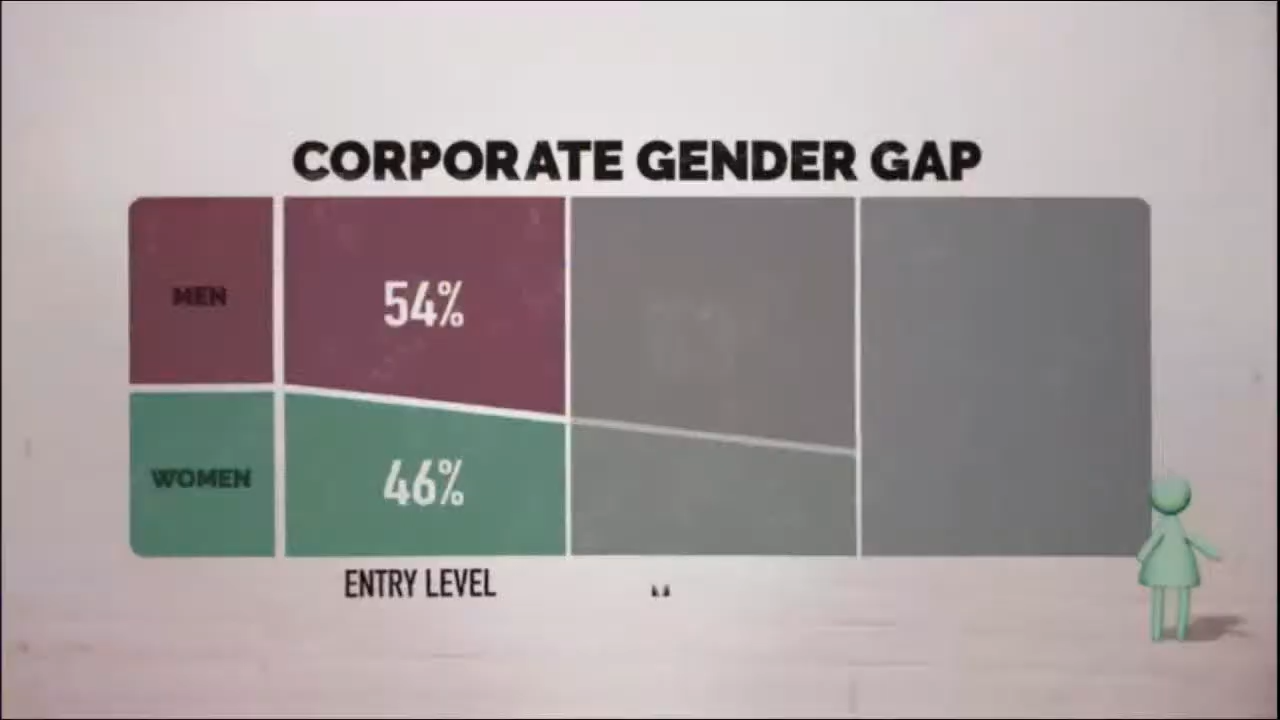 CORPORATE GENDER GAP
MEN
54%
WOMEN
46%
ENTRY LEVEL